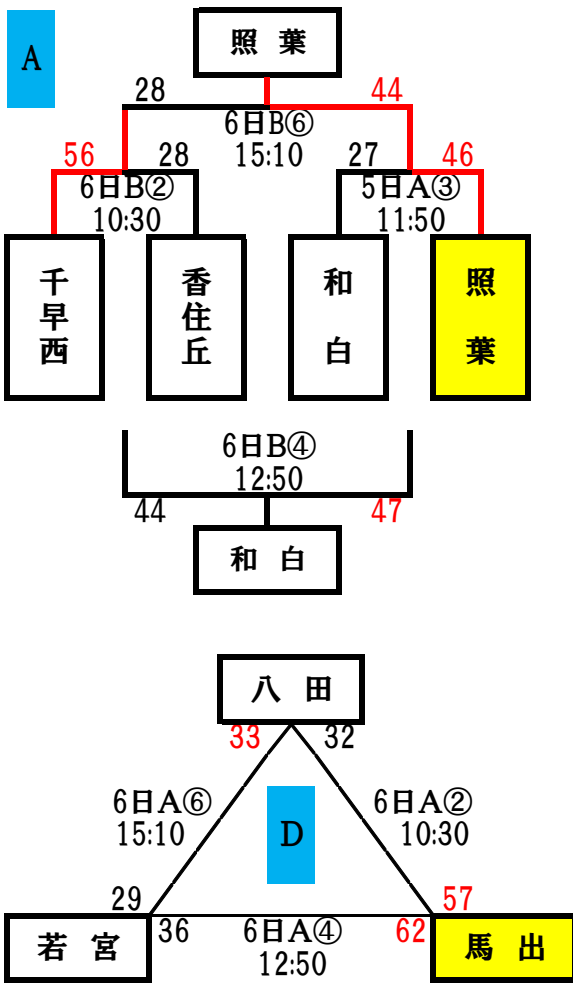 A
照 葉
28
44
6日B⑥
15:10
56
28
27
46
6日B②
10:30
5日A③
11:50
千早西
香住丘
和白
照葉
6日B④
12:50
44
47
和 白
八 田
33
32
6日A⑥
15:10
D
6日A②
10:30
29
57
若 宮
36
6日A④
12:50
62
馬 出